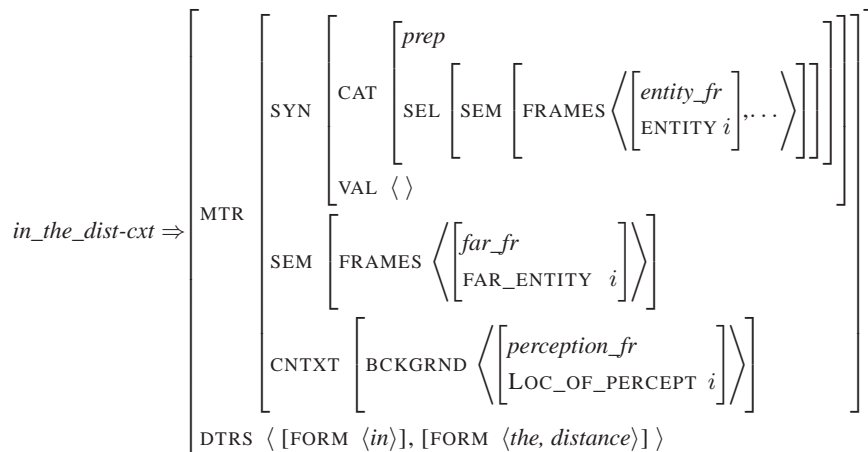 prep
CAT
SEL [SEM [FRAMES ⟨[entity_fr
ENTITY i],...⟩]]
SYN
VAL ⟨ ⟩
in_the_dist-cxt ⇒
MTR
far_fr
SEM [FRAMES ⟨[FAR_ENTITY i]⟩]
perception_fr
CNTXT [BCKGRND ⟨[LOC_OF_PERCEPT i]⟩]
DTRS ⟨ [FORM ⟨in⟩], [FORM ⟨the, distance⟩] ⟩